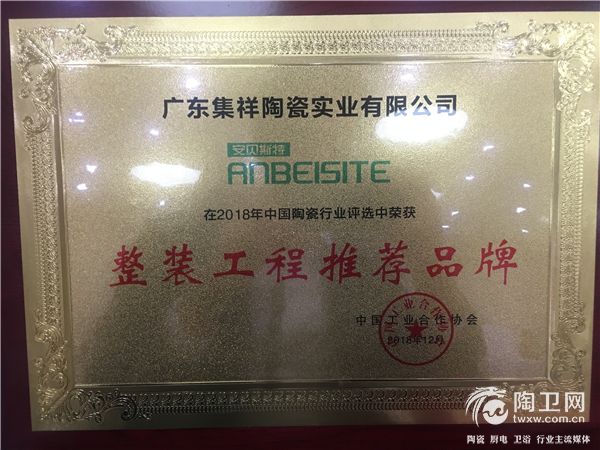 广东集祥陶瓷实业有限公司
安贝斯特
ANBEISITE
在2018年中国陶瓷行业评选中荣获
整装工程推荐品牌
中国工业合作协会
2018年12月
陶卫网
twxw.com.cn
陶瓷 厨电 卫浴 行业主流媒体